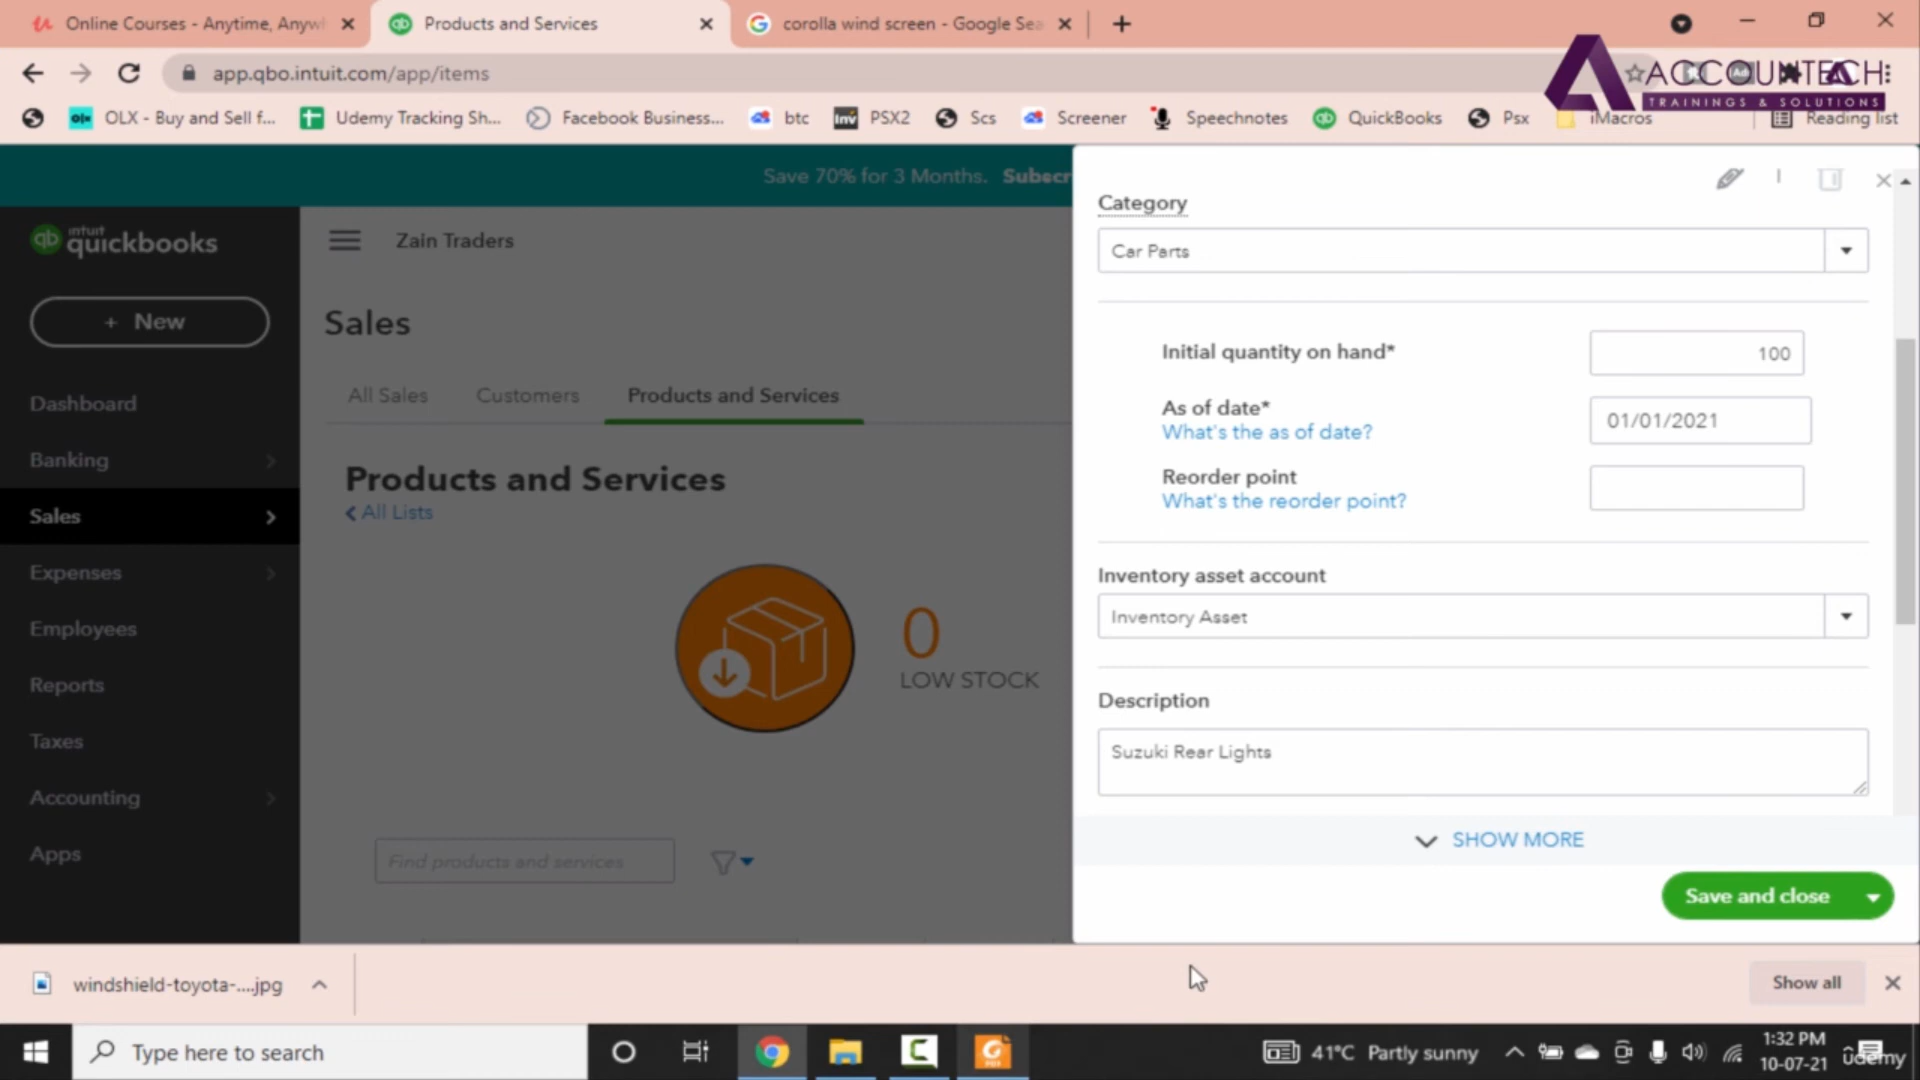 Online Courses - Anytime, Anywh
Products and Services
corolla wind screen - Google Sea
app.qbo.intuit.com/app/items
ACCOUNTECH
TRAININGS & SOLUTIONS
OLX - Buy and Sell f...
Udemy Tracking Sh...
Facebook Business...
btc
PSX2
Scs
Screener
Speechnotes
QuickBooks
Psx
iMacros
Reading list
Save 70% for 3 Months. Subscr
intuit
quickbooks
Zain Traders
+ New
Sales
Dashboard
Banking
Sales
Expenses
Employees
Reports
Taxes
Accounting
Apps
All Sales
Customers
Products and Services
Products and Services
All Lists
0
LOW STOCK
Find products and services
Category
Car Parts
Initial quantity on hand*
100
As of date*
01/01/2021
What's the as of date?
Reorder point
What's the reorder point?
Inventory asset account
Inventory Asset
Description
Suzuki Rear Lights
SHOW MORE
Save and close
windshield-toyota-....jpg
Show all
Type here to search
41°C Partly sunny
1:32 PM
10-07-21
udemy